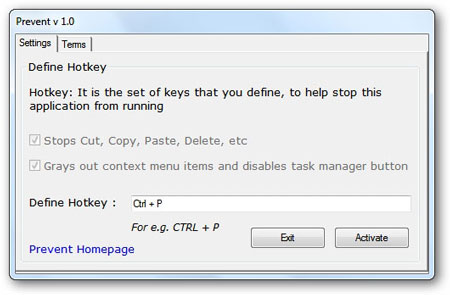 Prevent v 1.0
Settings
Terms
Define Hotkey
Hotkey: It is the set of keys that you define, to help stop this
application from running
Stops Cut, Copy, Paste, Delete, etc
Grays out context menu items and disables task manager button
Define Hotkey :
Ctrl + P
For e.g. CTRL + P
Exit
Activate
Prevent Homepage